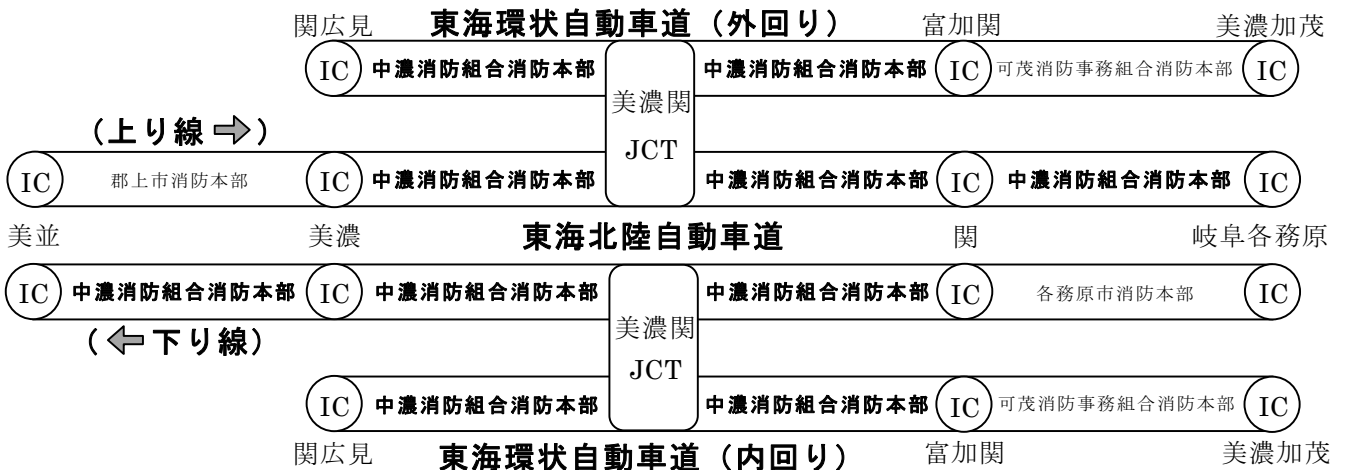 関広見 東海環状自動車道（外回り） 富加関 美濃加茂
IC 中濃消防組合消防本部 中濃消防組合消防本部 IC 可茂消防事務組合消防本部 IC
美濃関
JCT
（上り線⇒）
IC 郡上市消防本部 IC 中濃消防組合消防本部 中濃消防組合消防本部 IC 中濃消防組合消防本部 IC
美並 美濃 東海北陸自動車道 関 岐阜各務原
IC 中濃消防組合消防本部 IC 中濃消防組合消防本部 中濃消防組合消防本部 IC 各務原市消防本部 IC
（⇐下り線）
美濃関
JCT
IC 中濃消防組合消防本部 中濃消防組合消防本部 IC 可茂消防事務組合消防本部 IC
関広見 東海環状自動車道（内回り） 富加関 美濃加茂